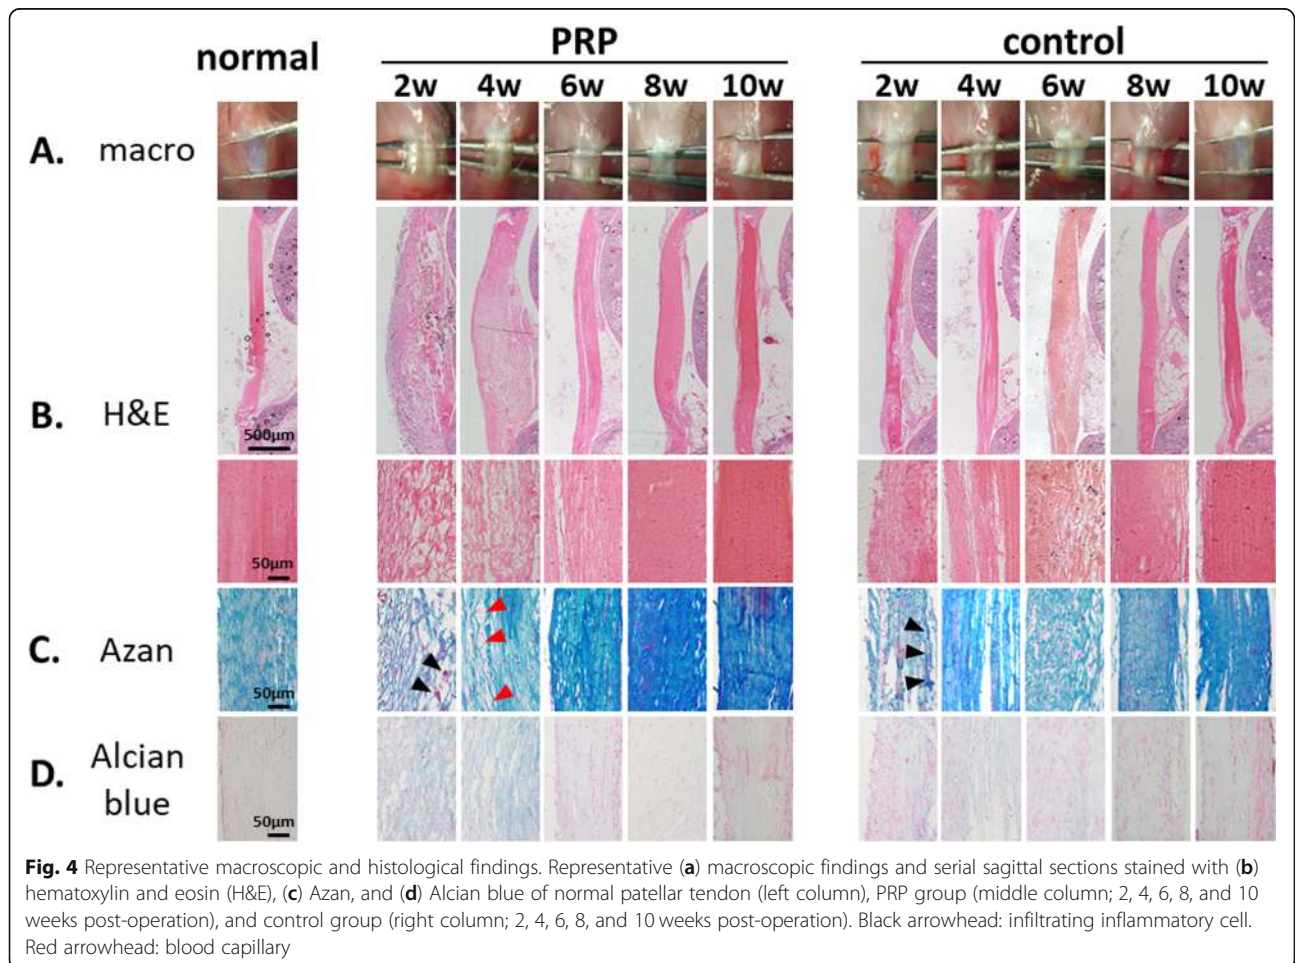 normal
PRP
control
2w 4w 6w 8w 10w
2w 4w 6w 8w 10w
A. macro
B. H&E
500μm
50μm
C. Azan
50μm
D. Alcian
blue
50μm
Fig. 4 Representative macroscopic and histological findings. Representative (a) macroscopic findings and serial sagittal sections stained with (b)
hematoxylin and eosin (H&E), (c) Azan, and (d) Alcian blue of normal patellar tendon (left column), PRP group (middle column; 2, 4, 6, 8, and 10
weeks post-operation), and control group (right column; 2, 4, 6, 8, and 10 weeks post-operation). Black arrowhead: infiltrating inflammatory cell.
Red arrowhead: blood capillary